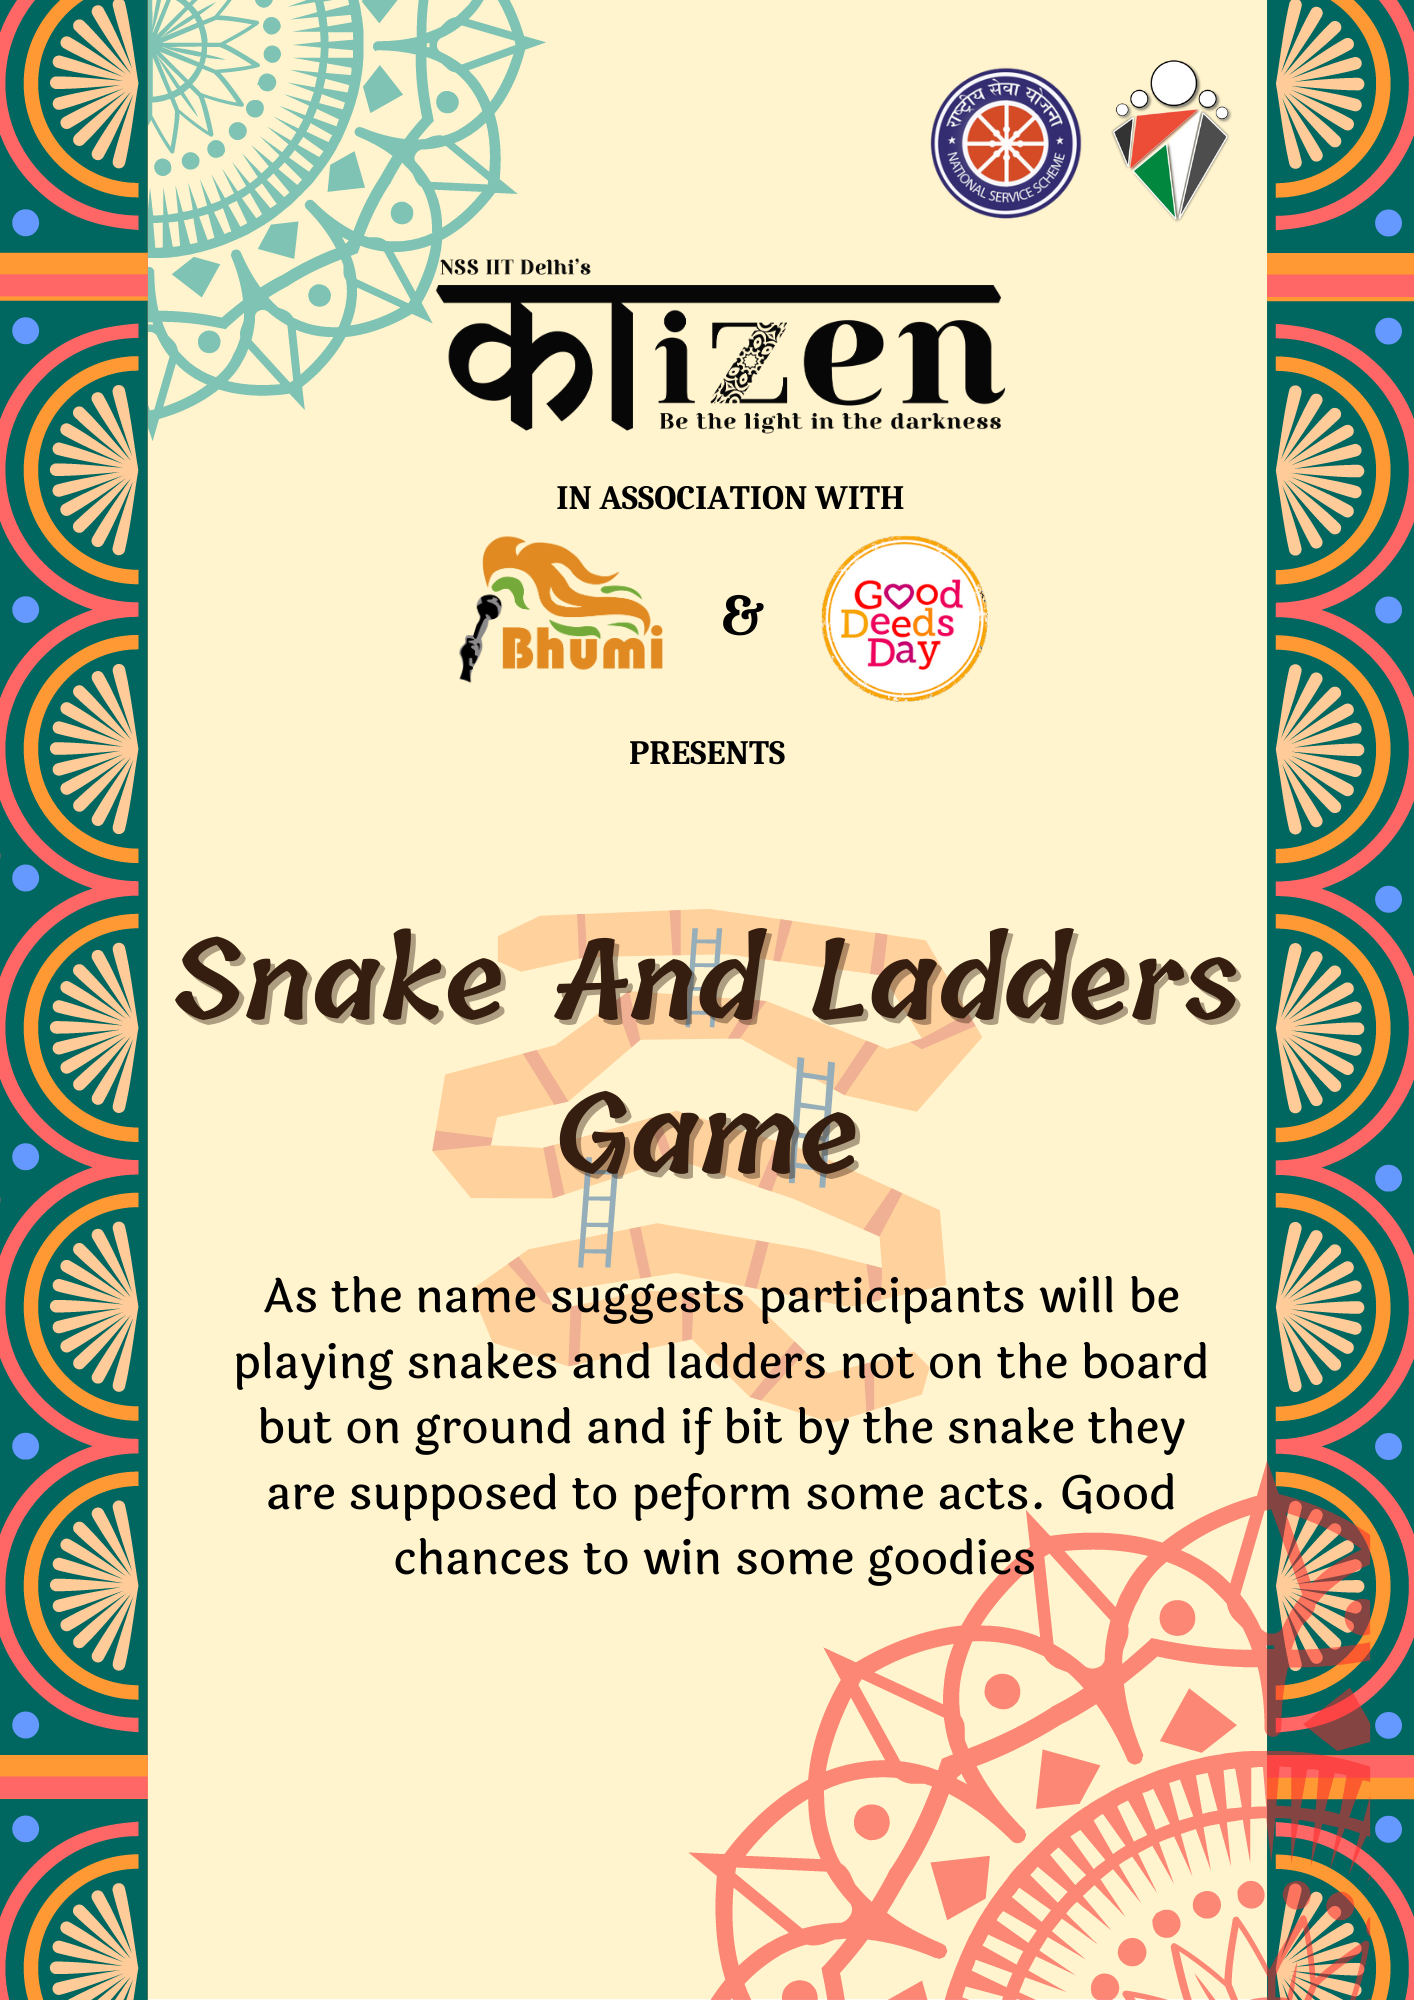 राष्ट्रीय सेवा योजना
NATIONAL SERVICE SCHEME
NSS IIT Delhi's
काizen
Be the light in the darkness
IN ASSOCIATION WITH
Bhumi
&
Good
Deeds
Day
PRESENTS
Snake And Ladders
Game
As the name suggests participants will be
playing snakes and ladders not on the board
but on ground and if bit by the snake they
are supposed to peform some acts. Good
chances to win some goodies